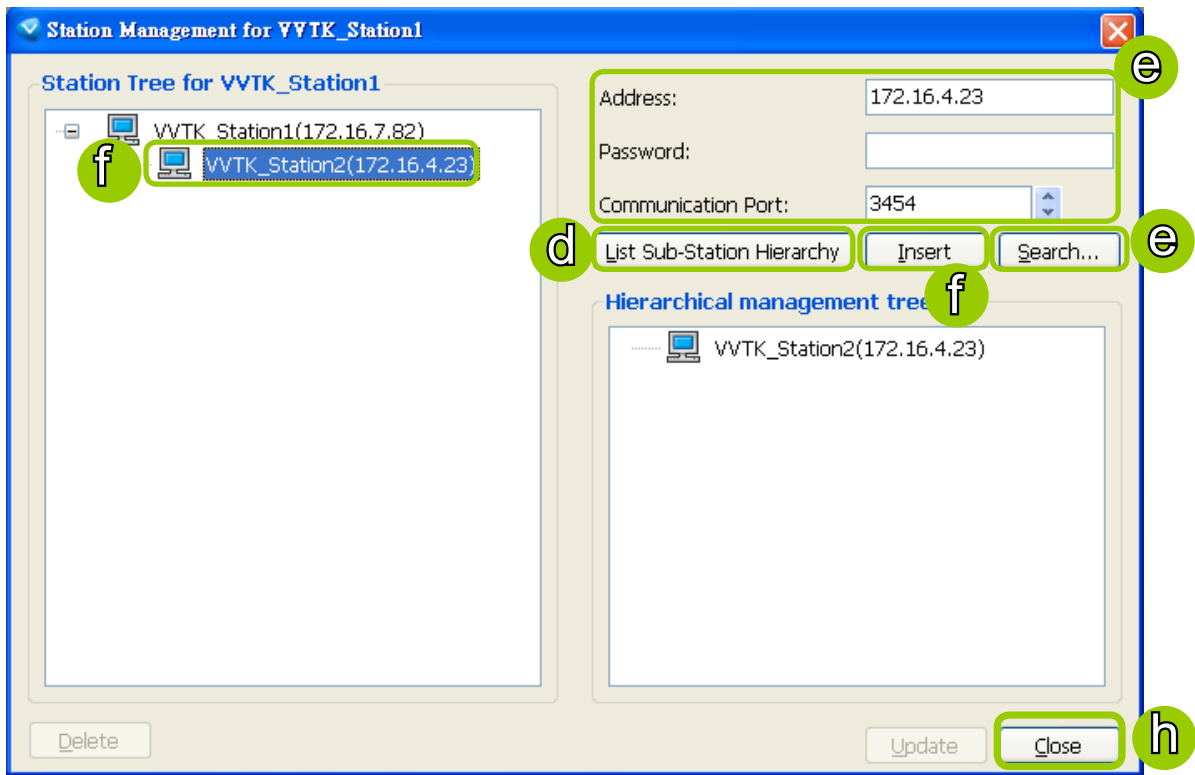 Station Management for VVTK_Station1
e
Station Tree for VVTK_Station1
VVTK_Station1(172.16.7.82)
f
VVTK_Station2(172.16.4.23)
Address:
172.16.4.23
Password:
Communication Port:
3454
d
List Sub-Station Hierarchy
Insert
Search...
e
f
Hierarchical management tree
VVTK_Station2(172.16.4.23)
Delete
Update
Close
h